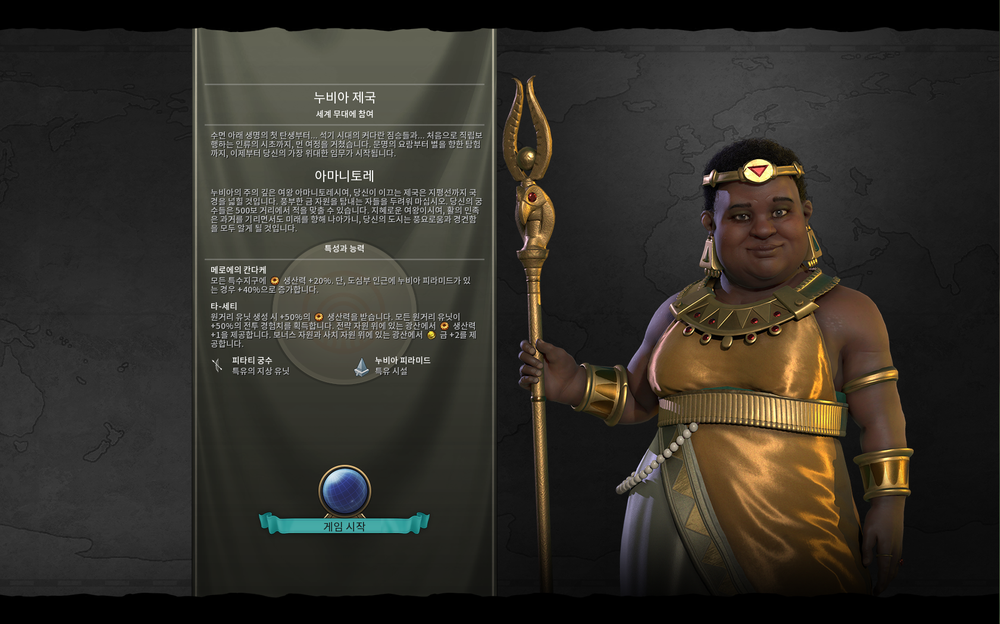 누비아 제국
세계 무대에 참여
수면 아래 생명의 첫 탄생부터... 석기 시대의 커다란 짐승들과... 처음으로 직립보
행하는 인류의 시초까지, 먼 여정을 거쳤습니다. 문명의 요람부터 별을 향한 탐험
까지, 이제부터 당신의 가장 위대한 임무가 시작됩니다.
아마니토레
누비아의 주의 깊은 여왕 아마니토레시여, 당신이 이끄는 제국은 지평선까지 국
경을 넓힐 것입니다. 풍부한 금 자원을 탐내는 자들을 두려워 마십시오. 당신의 궁
수들은 500보 거리에서 적을 맞출 수 있습니다. 지혜로운 여왕이시여, 활의 민족
은 과거를 기리면서도 미래를 향해 나아가니, 당신의 도시는 풍요로움과 경건함
을 모두 알게 될 것입니다.
특성과 능력
메로에의 칸다케
모든 특수지구에 생산력 +20%. 단, 도심부 인근에 누비아 피라미드가 있
는 경우 +40%으로 증가합니다.
타-세티
원거리 유닛 생성 시 +50%의 생산력을 받습니다. 모든 원거리 유닛이
+50%의 전투 경험치를 획득합니다. 전략 자원 위에 있는 광산에서 생산력
+1을 제공합니다. 보너스 자원과 사치 자원 위에 있는 광산에서 금 +2를 제
공합니다.
피타티 궁수
특유의 지상 유닛
누비아 피라미드
특유 시설
게임 시작